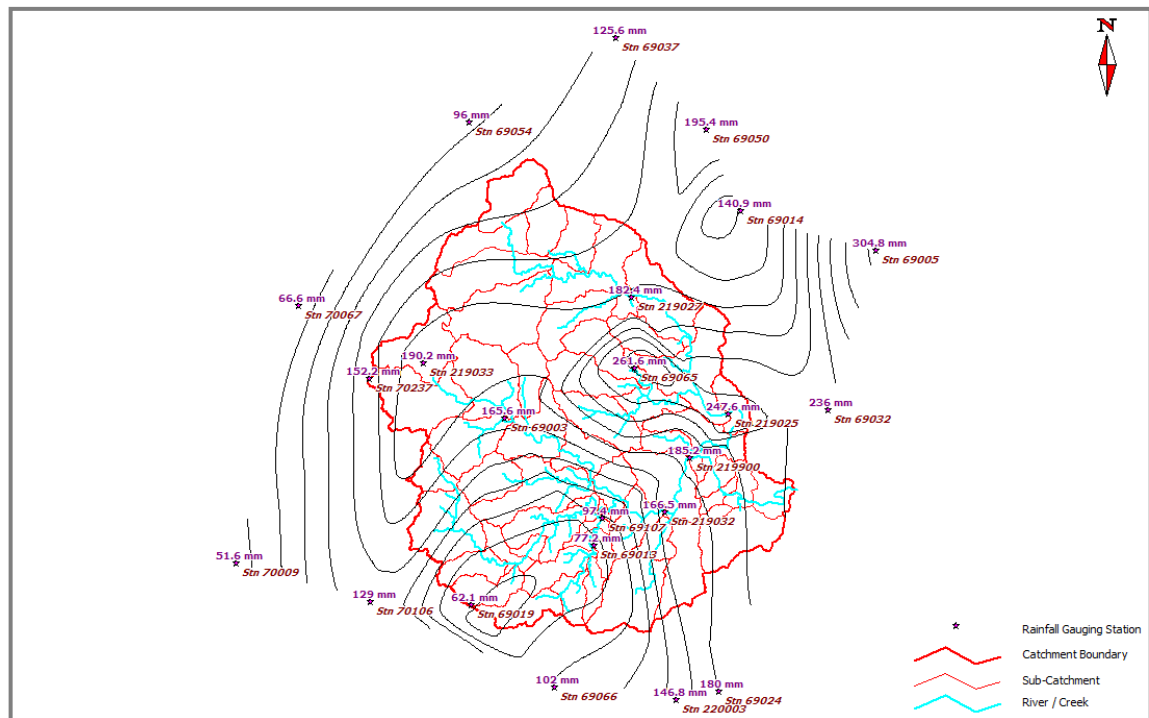 N
125.6 mm
Stn 69037
96 mm
Stn 69054
195.4 mm
Stn 69050
140.9 mm
Stn 69014
304.8 mm
Stn 69005
66.6 mm
Stn 70067
182.4 mm
Stn 219027
190.2 mm
Stn 219033
152.2 mm
Stn 70237
261.6 mm
Stn 69065
165.6 mm
Stn 69003
247.6 mm
Stn 219025
236 mm
Stn 69032
185.2 mm
Stn 219900
97.4 mm
Stn 69107
166.5 mm
Stn 219032
77.2 mm
Stn 69013
51.6 mm
Stn 70009
129 mm
Stn 70106
62.1 mm
Stn 69019
102 mm
Stn 69066
146.8 mm
Stn 220003
180 mm
Stn 69024
Rainfall Gauging Station
Catchment Boundary
Sub-Catchment
River / Creek